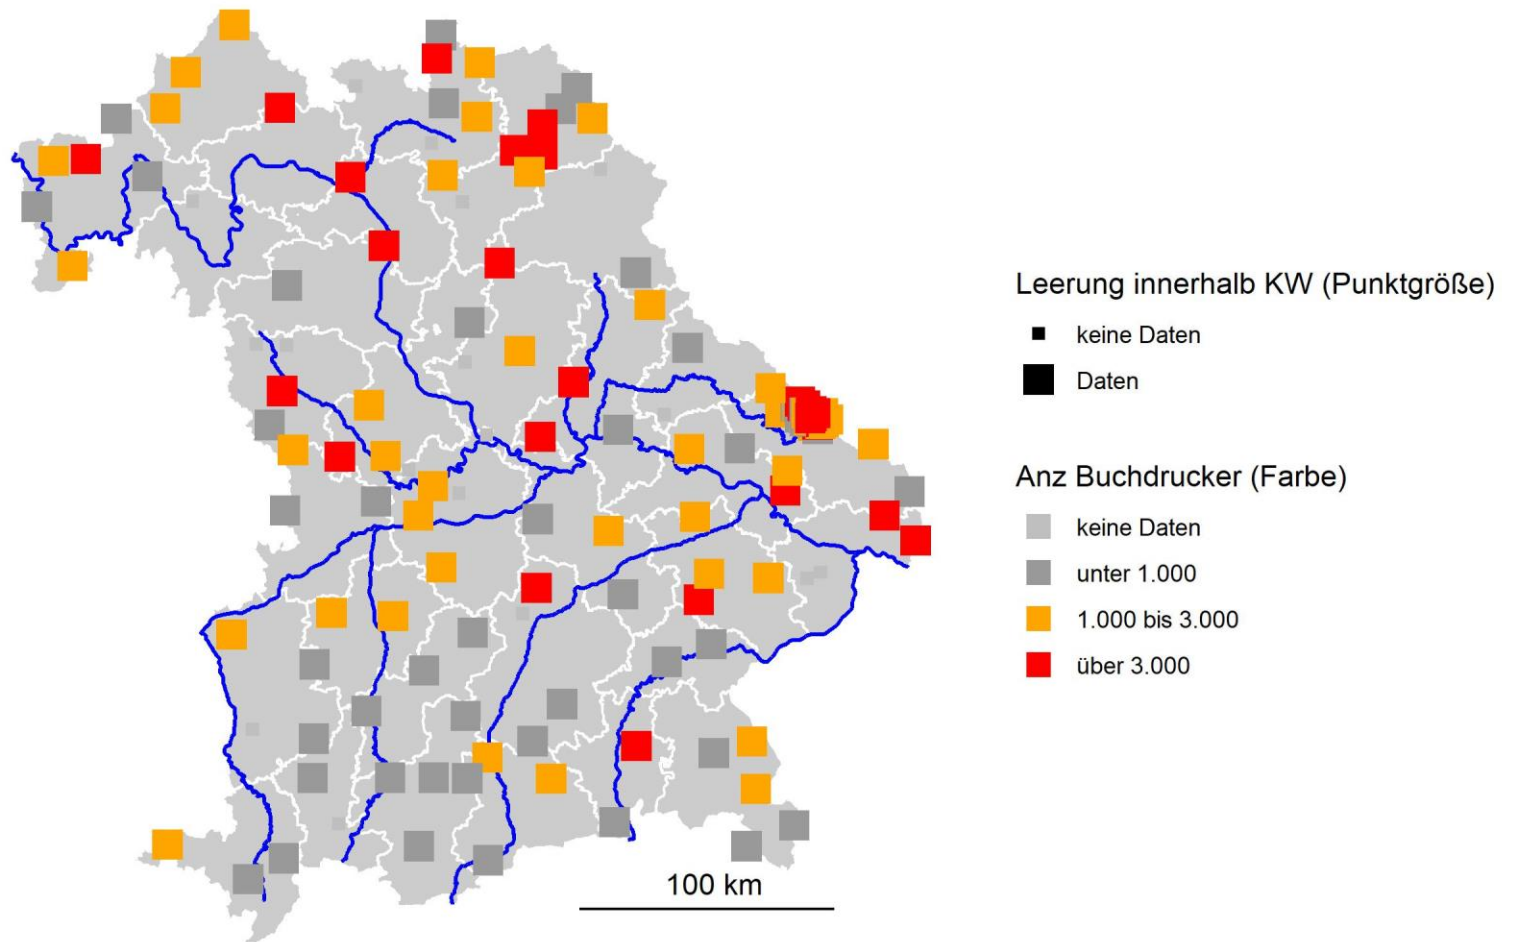 Leerung innerhalb KW (Punktgröße)
keine Daten
Daten
Anz Buchdrucker (Farbe)
keine Daten
unter 1.000
1.000 bis 3.000
über 3.000
100 km